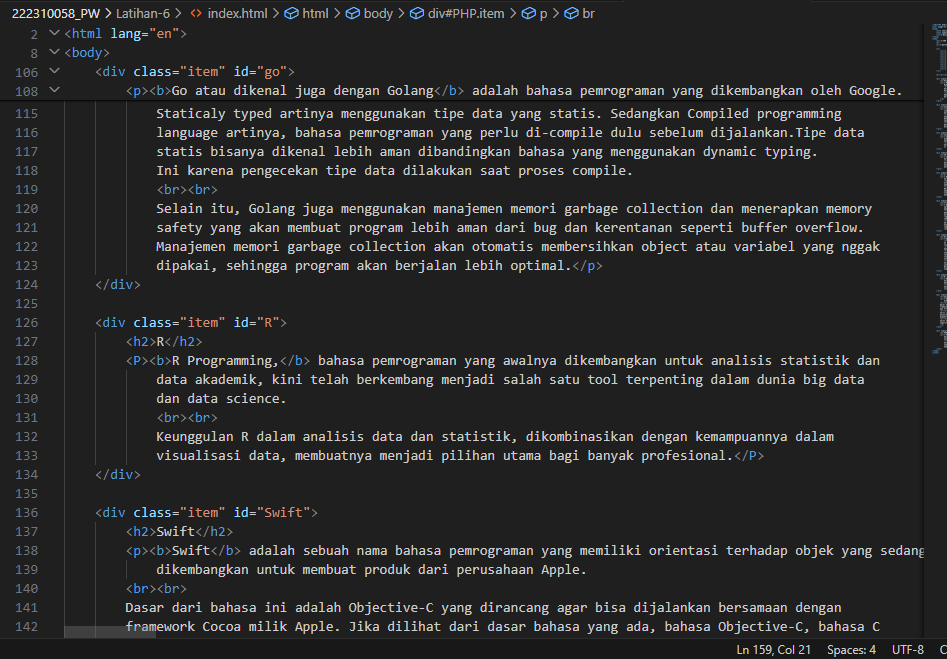 222310058_PW > Latihan-6 > index.html > html > body > div#PHP.item > p > br
2 <html lang="en">
8 <body>
106 <div class="item" id="go">
108 <p><b>Go atau dikenal juga dengan Golang</b> adalah bahasa pemrograman yang dikembangkan oleh Google.
115 Staticaly typed artinya menggunakan tipe data yang statis. Sedangkan Compiled programming
116 language artinya, bahasa pemrograman yang perlu di-compile dulu sebelum dijalankan.Tipe data
117 statis bisanya dikenal lebih aman dibandingkan bahasa yang menggunakan dynamic typing.
118 Ini karena pengecekan tipe data dilakukan saat proses compile.
119 <br><br>
120 Selain itu, Golang juga menggunakan manajemen memori garbage collection dan menerapkan memory
121 safety yang akan membuat program lebih aman dari bug dan kerentanan seperti buffer overflow.
122 Manajemen memori garbage collection akan otomatis membersihkan object atau variabel yang nggak
123 dipakai, sehingga program akan berjalan lebih optimal.</p>
124 </div>
125
126 <div class="item" id="R">
127 <h2>R</h2>
128 <P><b>R Programming,</b> bahasa pemrograman yang awalnya dikembangkan untuk analisis statistik dan
129 data akademik, kini telah berkembang menjadi salah satu tool terpenting dalam dunia big data
130 dan data science.
131 <br><br>
132 Keunggulan R dalam analisis data dan statistik, dikombinasikan dengan kemampuannya dalam
133 visualisasi data, membuatnya menjadi pilihan utama bagi banyak profesional.</P>
134 </div>
135
136 <div class="item" id="Swift">
137 <h2>Swift</h2>
138 <p><b>Swift</b> adalah sebuah nama bahasa pemrograman yang memiliki orientasi terhadap objek yang sedang
139 dikembangkan untuk membuat produk dari perusahaan Apple.
140 <br><br>
141 Dasar dari bahasa ini adalah Objective-C yang dirancang agar bisa dijalankan bersamaan dengan
142 framework Cocoa milik Apple. Jika dilihat dari dasar bahasa yang ada, bahasa Objective-C, bahasa C
Ln 159, Col 21 Spaces: 4 UTF-8